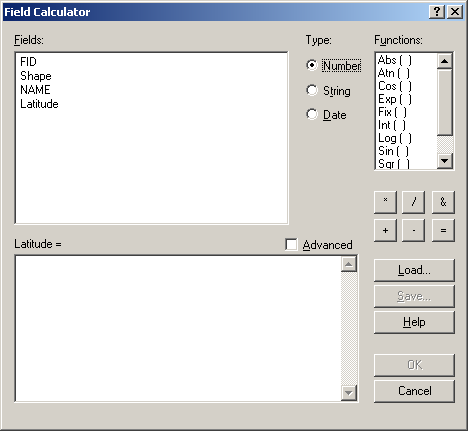 Field Calculator
Fields:
FID
Shape
NAME
Latitude
Type:
Number
String
Date
Functions:
Abs ( )
Atn ( )
Cos ( )
Exp ( )
Fix ( )
Int ( )
Log ( )
Sin ( )
Sqr ( )
* / &
+ - =
Latitude =
Advanced
Load...
Save...
Help
OK
Cancel